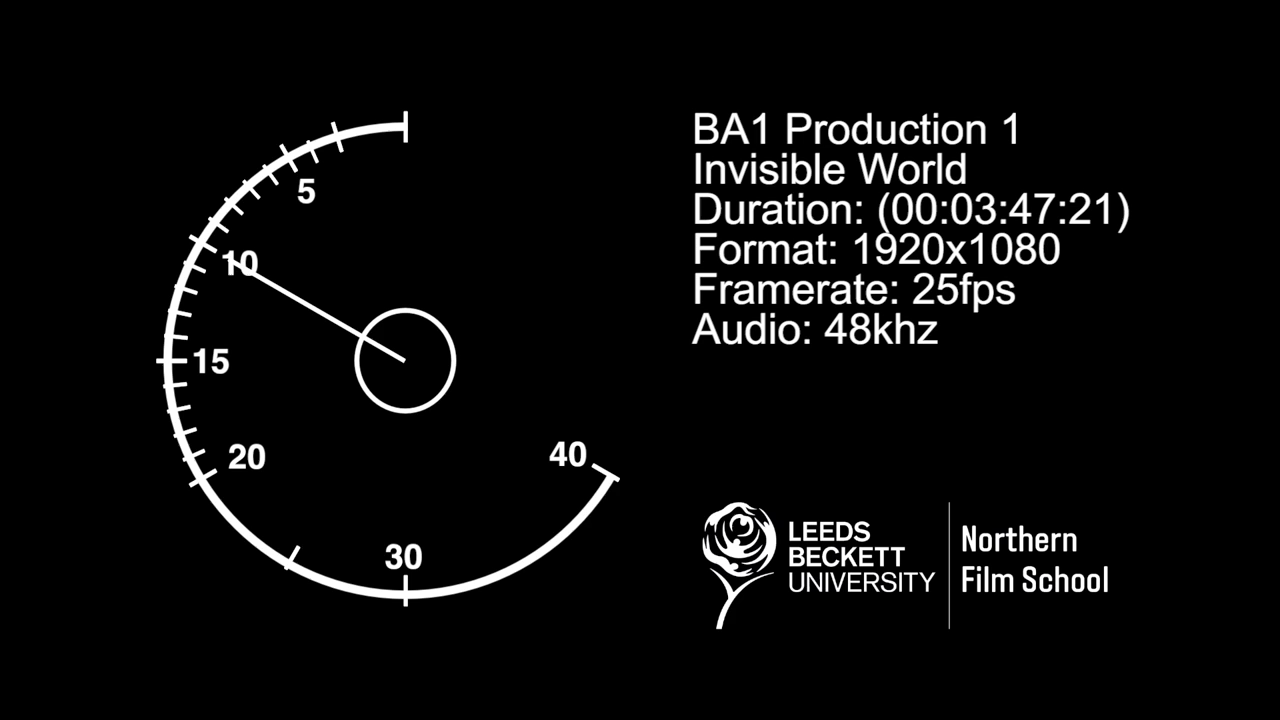 BA1 Production 1
Invisible World
Duration: (00:03:47:21)
Format: 1920x1080
Framerate: 25fps
Audio: 48khz
5
10
15
20
30
40
LEEDS
BECKETT
UNIVERSITY
Northern
Film School